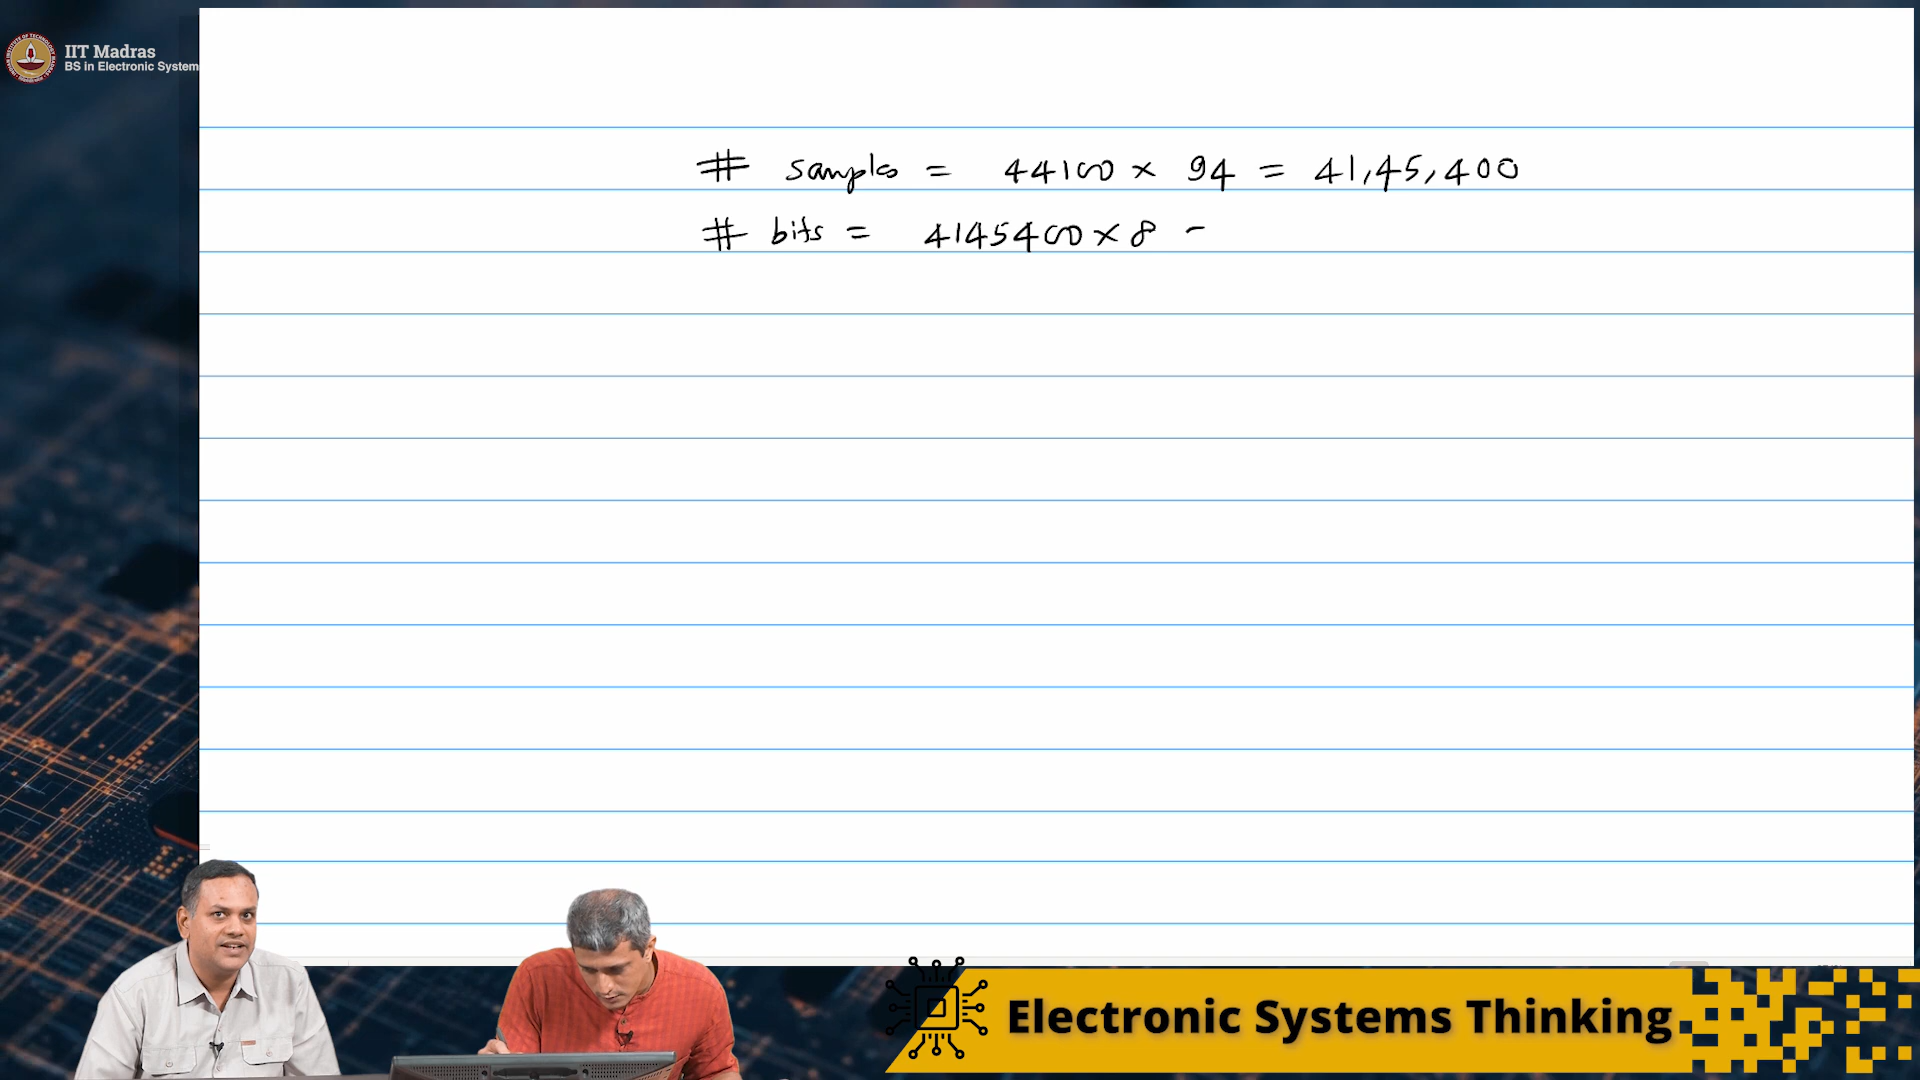 IIT Madras
BS in Electronic System
# samples = 44100 × 94 = 41,45,400
# bits = 4145400 × 8 -
Electronic Systems Thinking